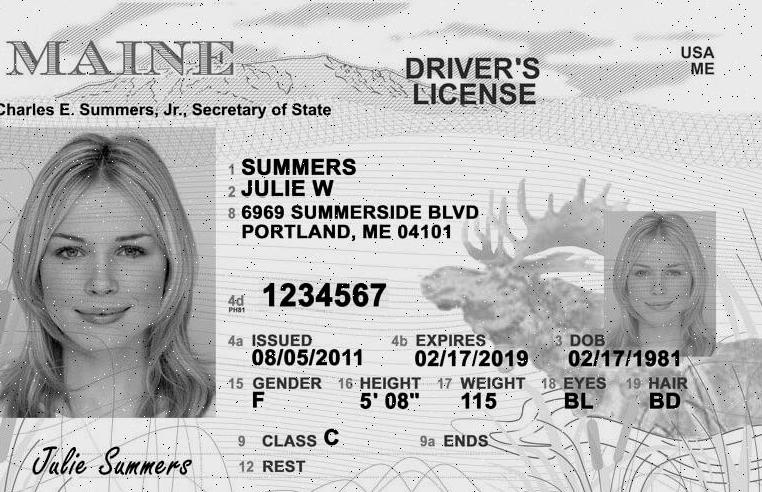 MAINE
DRIVER'S
LICENSE
USA
ME
Charles E. Summers, Jr., Secretary of State
1 SUMMERS
2 JULIE W
8 6969 SUMMERSIDE BLVD
PORTLAND, ME 04101
4d 1234567
4a ISSUED 4b EXPIRES 3 DOB
08/05/2011 02/17/2019 02/17/1981
15 GENDER 16 HEIGHT 17 WEIGHT 18 EYES 19 HAIR
F 5' 08" 115 BL BD
9 CLASS C 9a ENDS
12 REST
Julie Summers